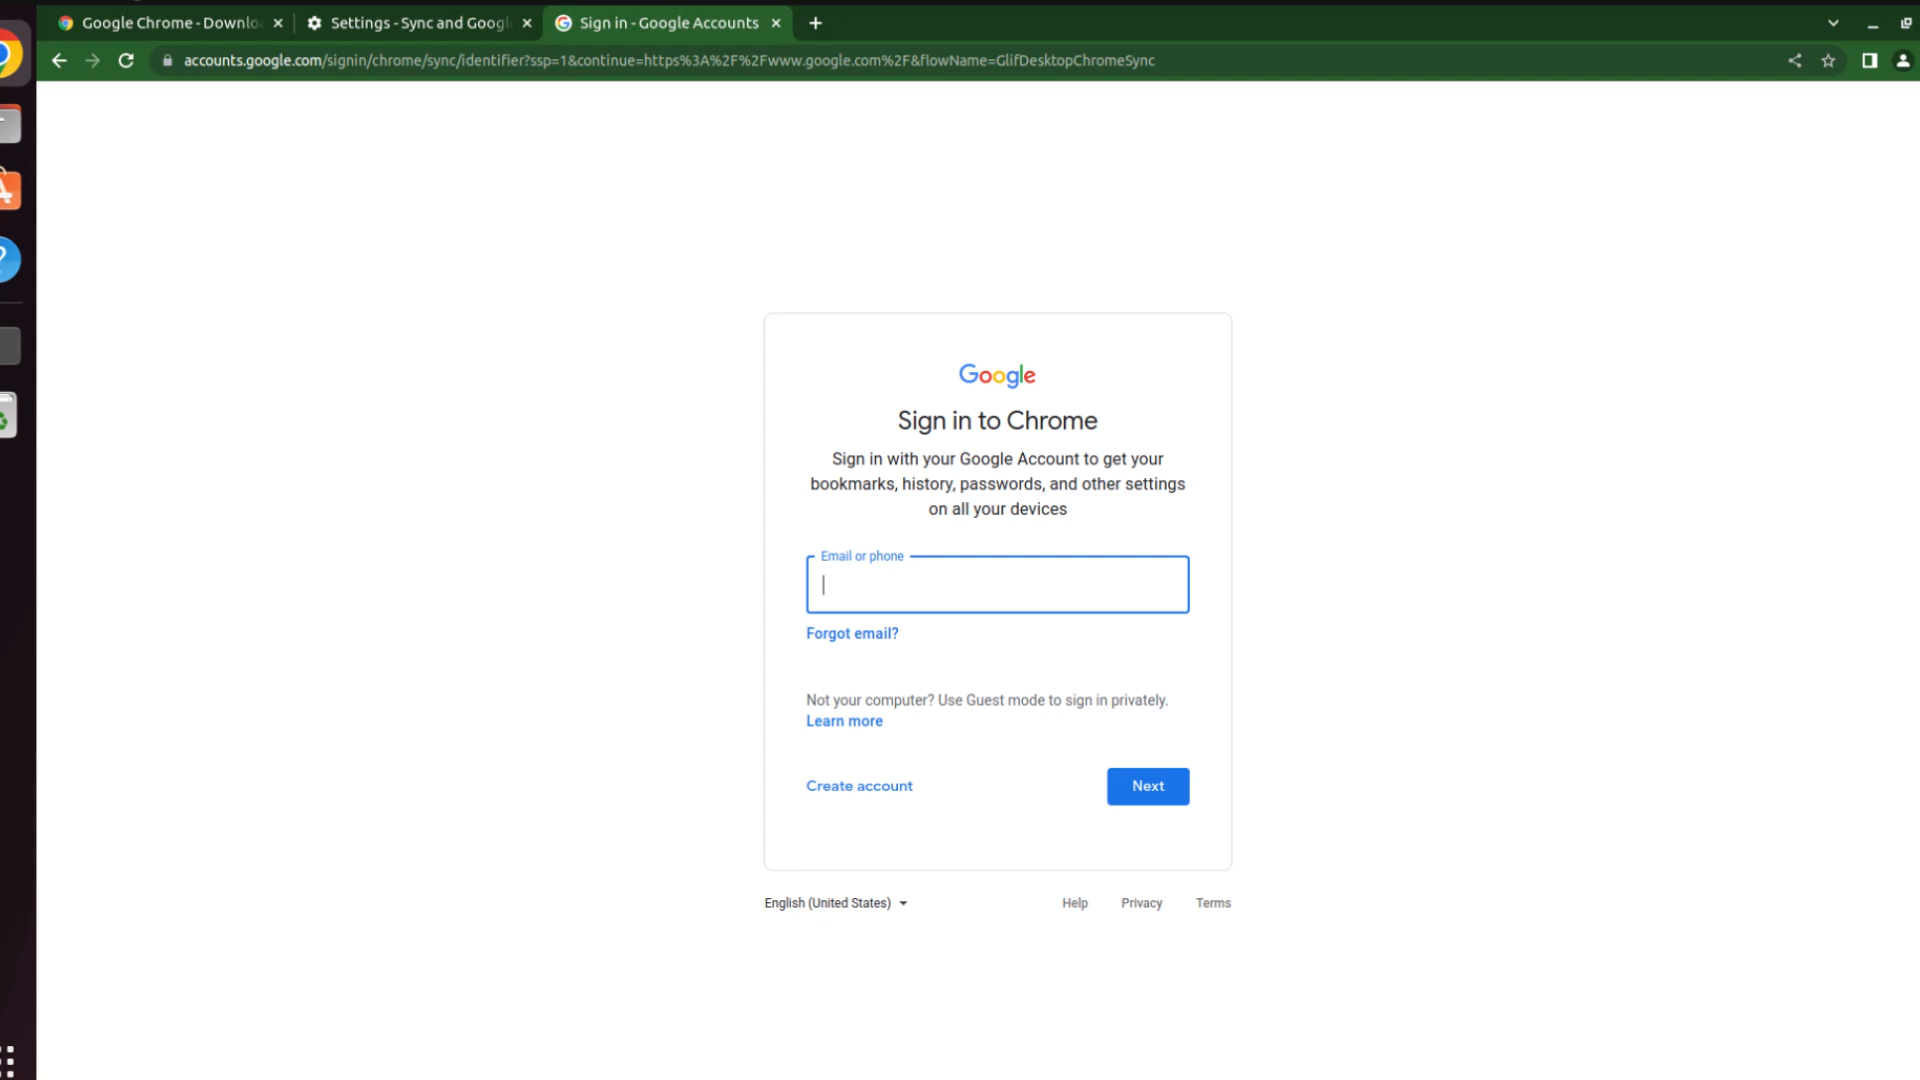 Google Chrome - Downlo
Settings - Sync and Googl
Sign in - Google Accounts
accounts.google.com/signin/chrome/sync/identifier?ssp=1&continue=https%3A%2F%2Fwww.google.com%2F&flowName=GlifDesktopChromeSync
Google
Sign in to Chrome
Sign in with your Google Account to get your
bookmarks, history, passwords, and other settings
on all your devices
Email or phone
Forgot email?
Not your computer? Use Guest mode to sign in privately.
Learn more
Create account
Next
English (United States)
Help
Privacy
Terms